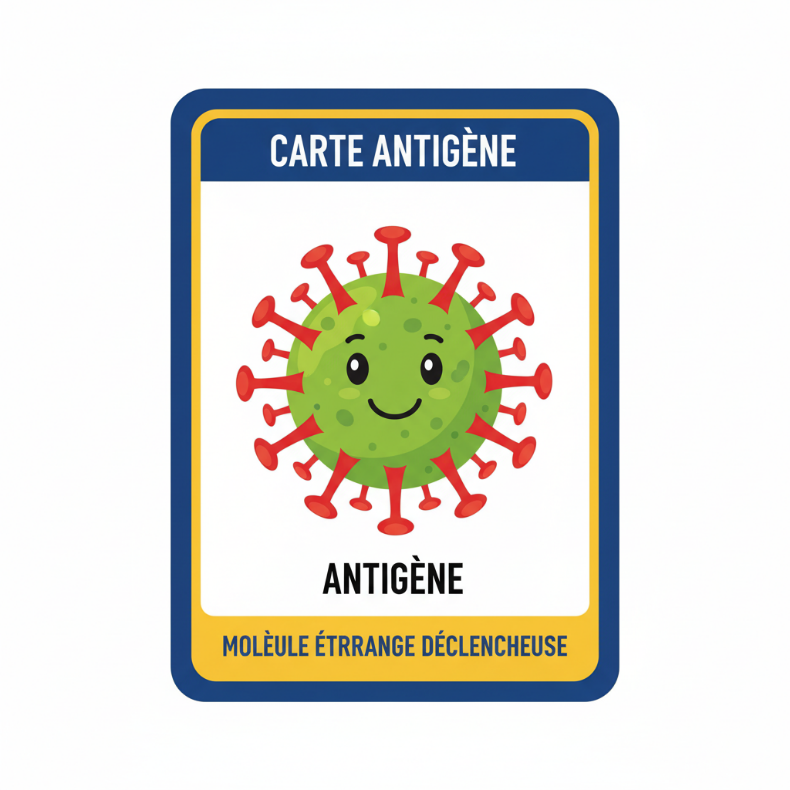 CARTE ANTIGÈNE
ANTIGÈNE
MOLÈULE ÉTRRANGE DÉCLENCHEUSE